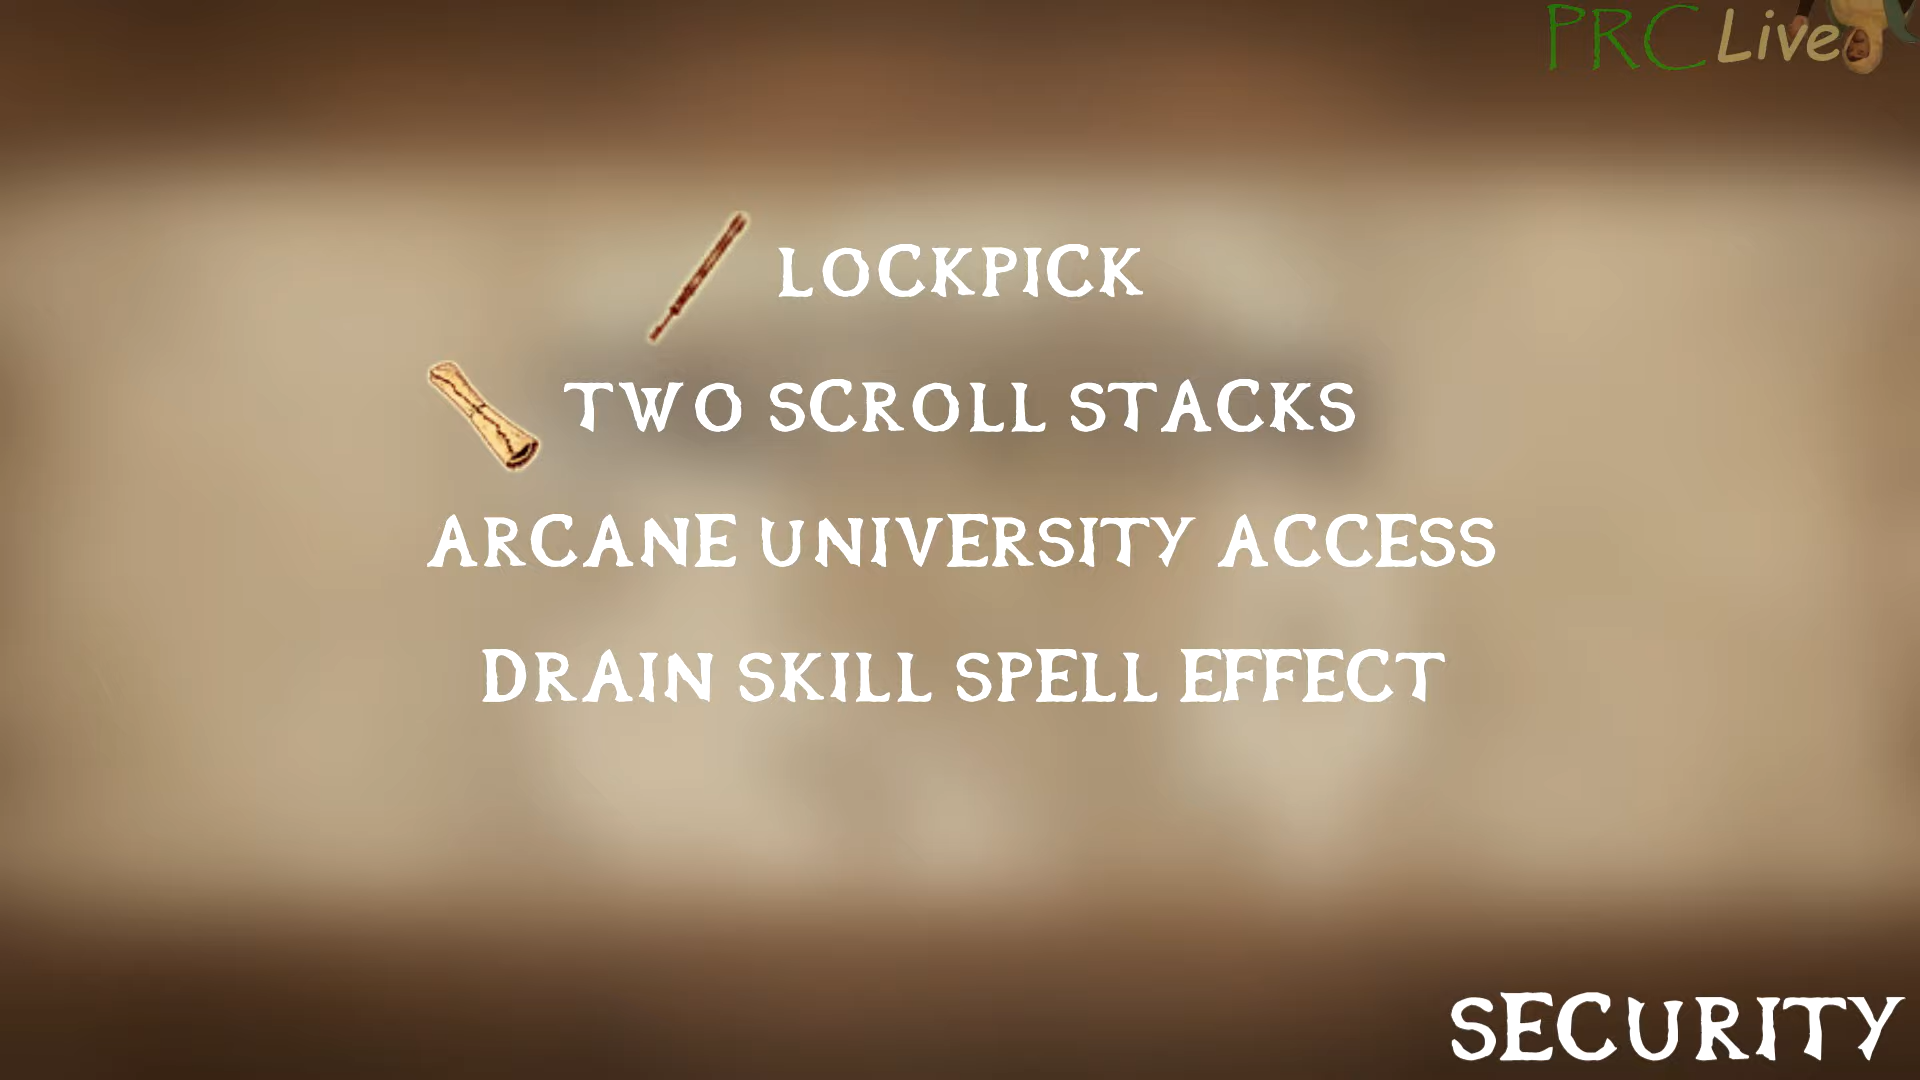 PRC Live
LOCKPICK
TWO SCROLL STACKS
ARCANE UNIVERSITY ACCESS
DRAIN SKILL SPELL EFFECT
SECURITY